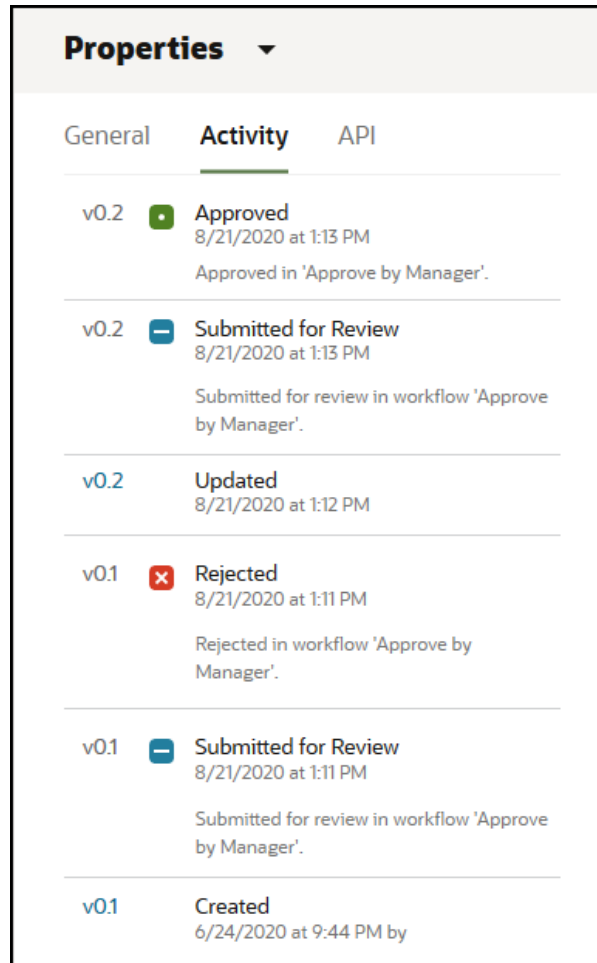 Properties
General Activity API
v0.2 Approved
8/21/2020 at 1:13 PM
Approved in 'Approve by Manager'.
v0.2 Submitted for Review
8/21/2020 at 1:13 PM
Submitted for review in workflow 'Approve
by Manager'.
v0.2 Updated
8/21/2020 at 1:12 PM
v0.1 Rejected
8/21/2020 at 1:11 PM
Rejected in workflow 'Approve by
Manager'.
v0.1 Submitted for Review
8/21/2020 at 1:11 PM
Submitted for review in workflow 'Approve
by Manager'.
v0.1 Created
6/24/2020 at 9:44 PM by